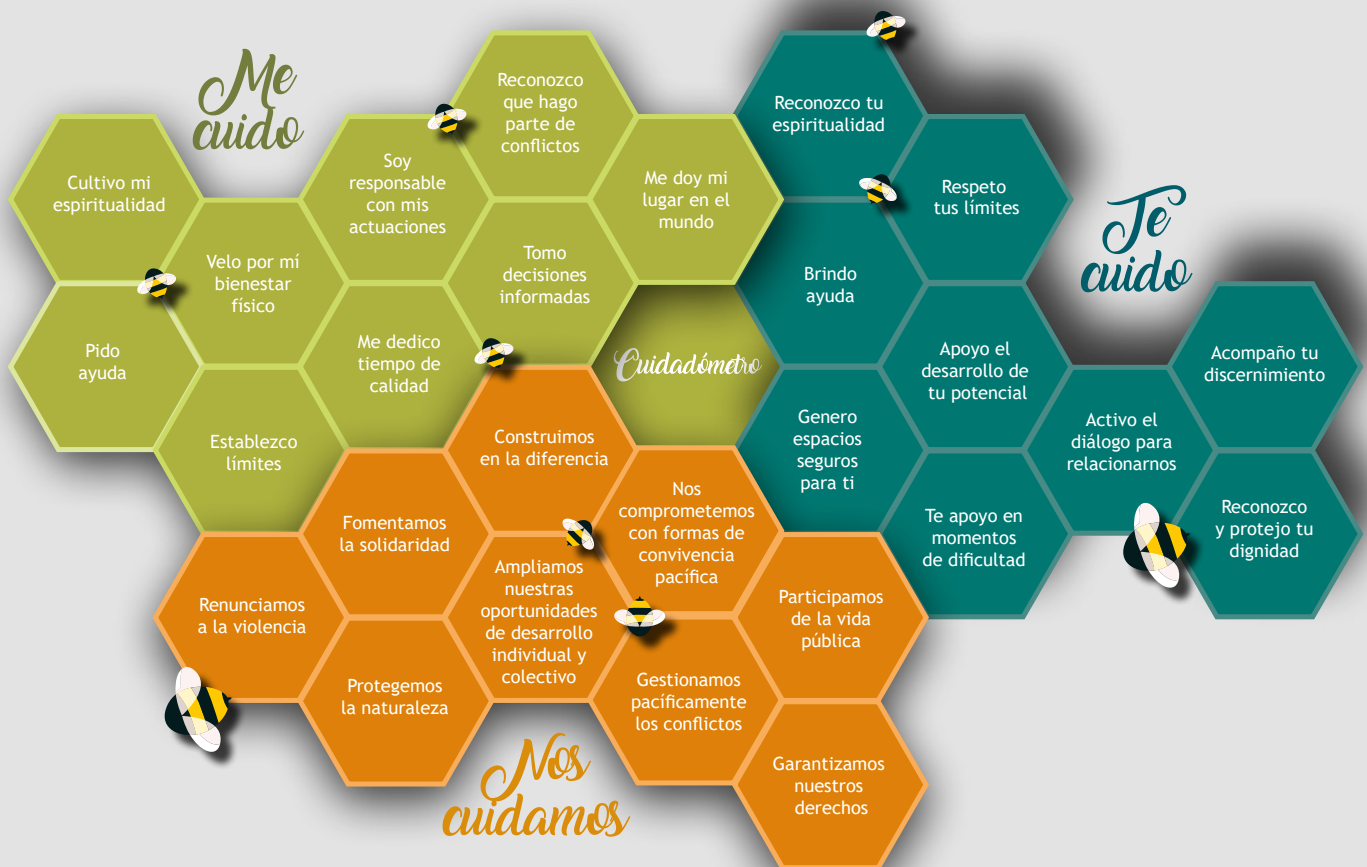 Me
cuido
Cultivo mi
espiritualidad
Pido
ayuda
Velo por mí
bienestar
físico
Establezco
límites
Soy
responsable
con mis
actuaciones
Me dedico
tiempo de
calidad
Reconozco
que hago
parte de
conflictos
Tomo
decisiones
informadas
Me doy mi
lugar en el
mundo
Cuidadómetro
Te
cuido
Reconozco tu
espiritualidad
Brindo
ayuda
Genero
espacios
seguros
para ti
Respeto
tus límites
Apoyo el
desarrollo de
tu potencial
Te apoyo en
momentos
de dificultad
Activo el
diálogo para
relacionarnos
Acompaño tu
discernimiento
Reconozco
y protejo tu
dignidad
Renunciamos
a la violencia
Fomentamos
la solidaridad
Protegemos
la naturaleza
Construimos
en la diferencia
Ampliamos
nuestras
oportunidades
de desarrollo
individual y
colectivo
Nos
comprometemos
con formas de
convivencia
pacífica
Gestionamos
pacíficamente
los conflictos
Participamos
de la vida
pública
Garantizamos
nuestros
derechos
Nos
cuidamos